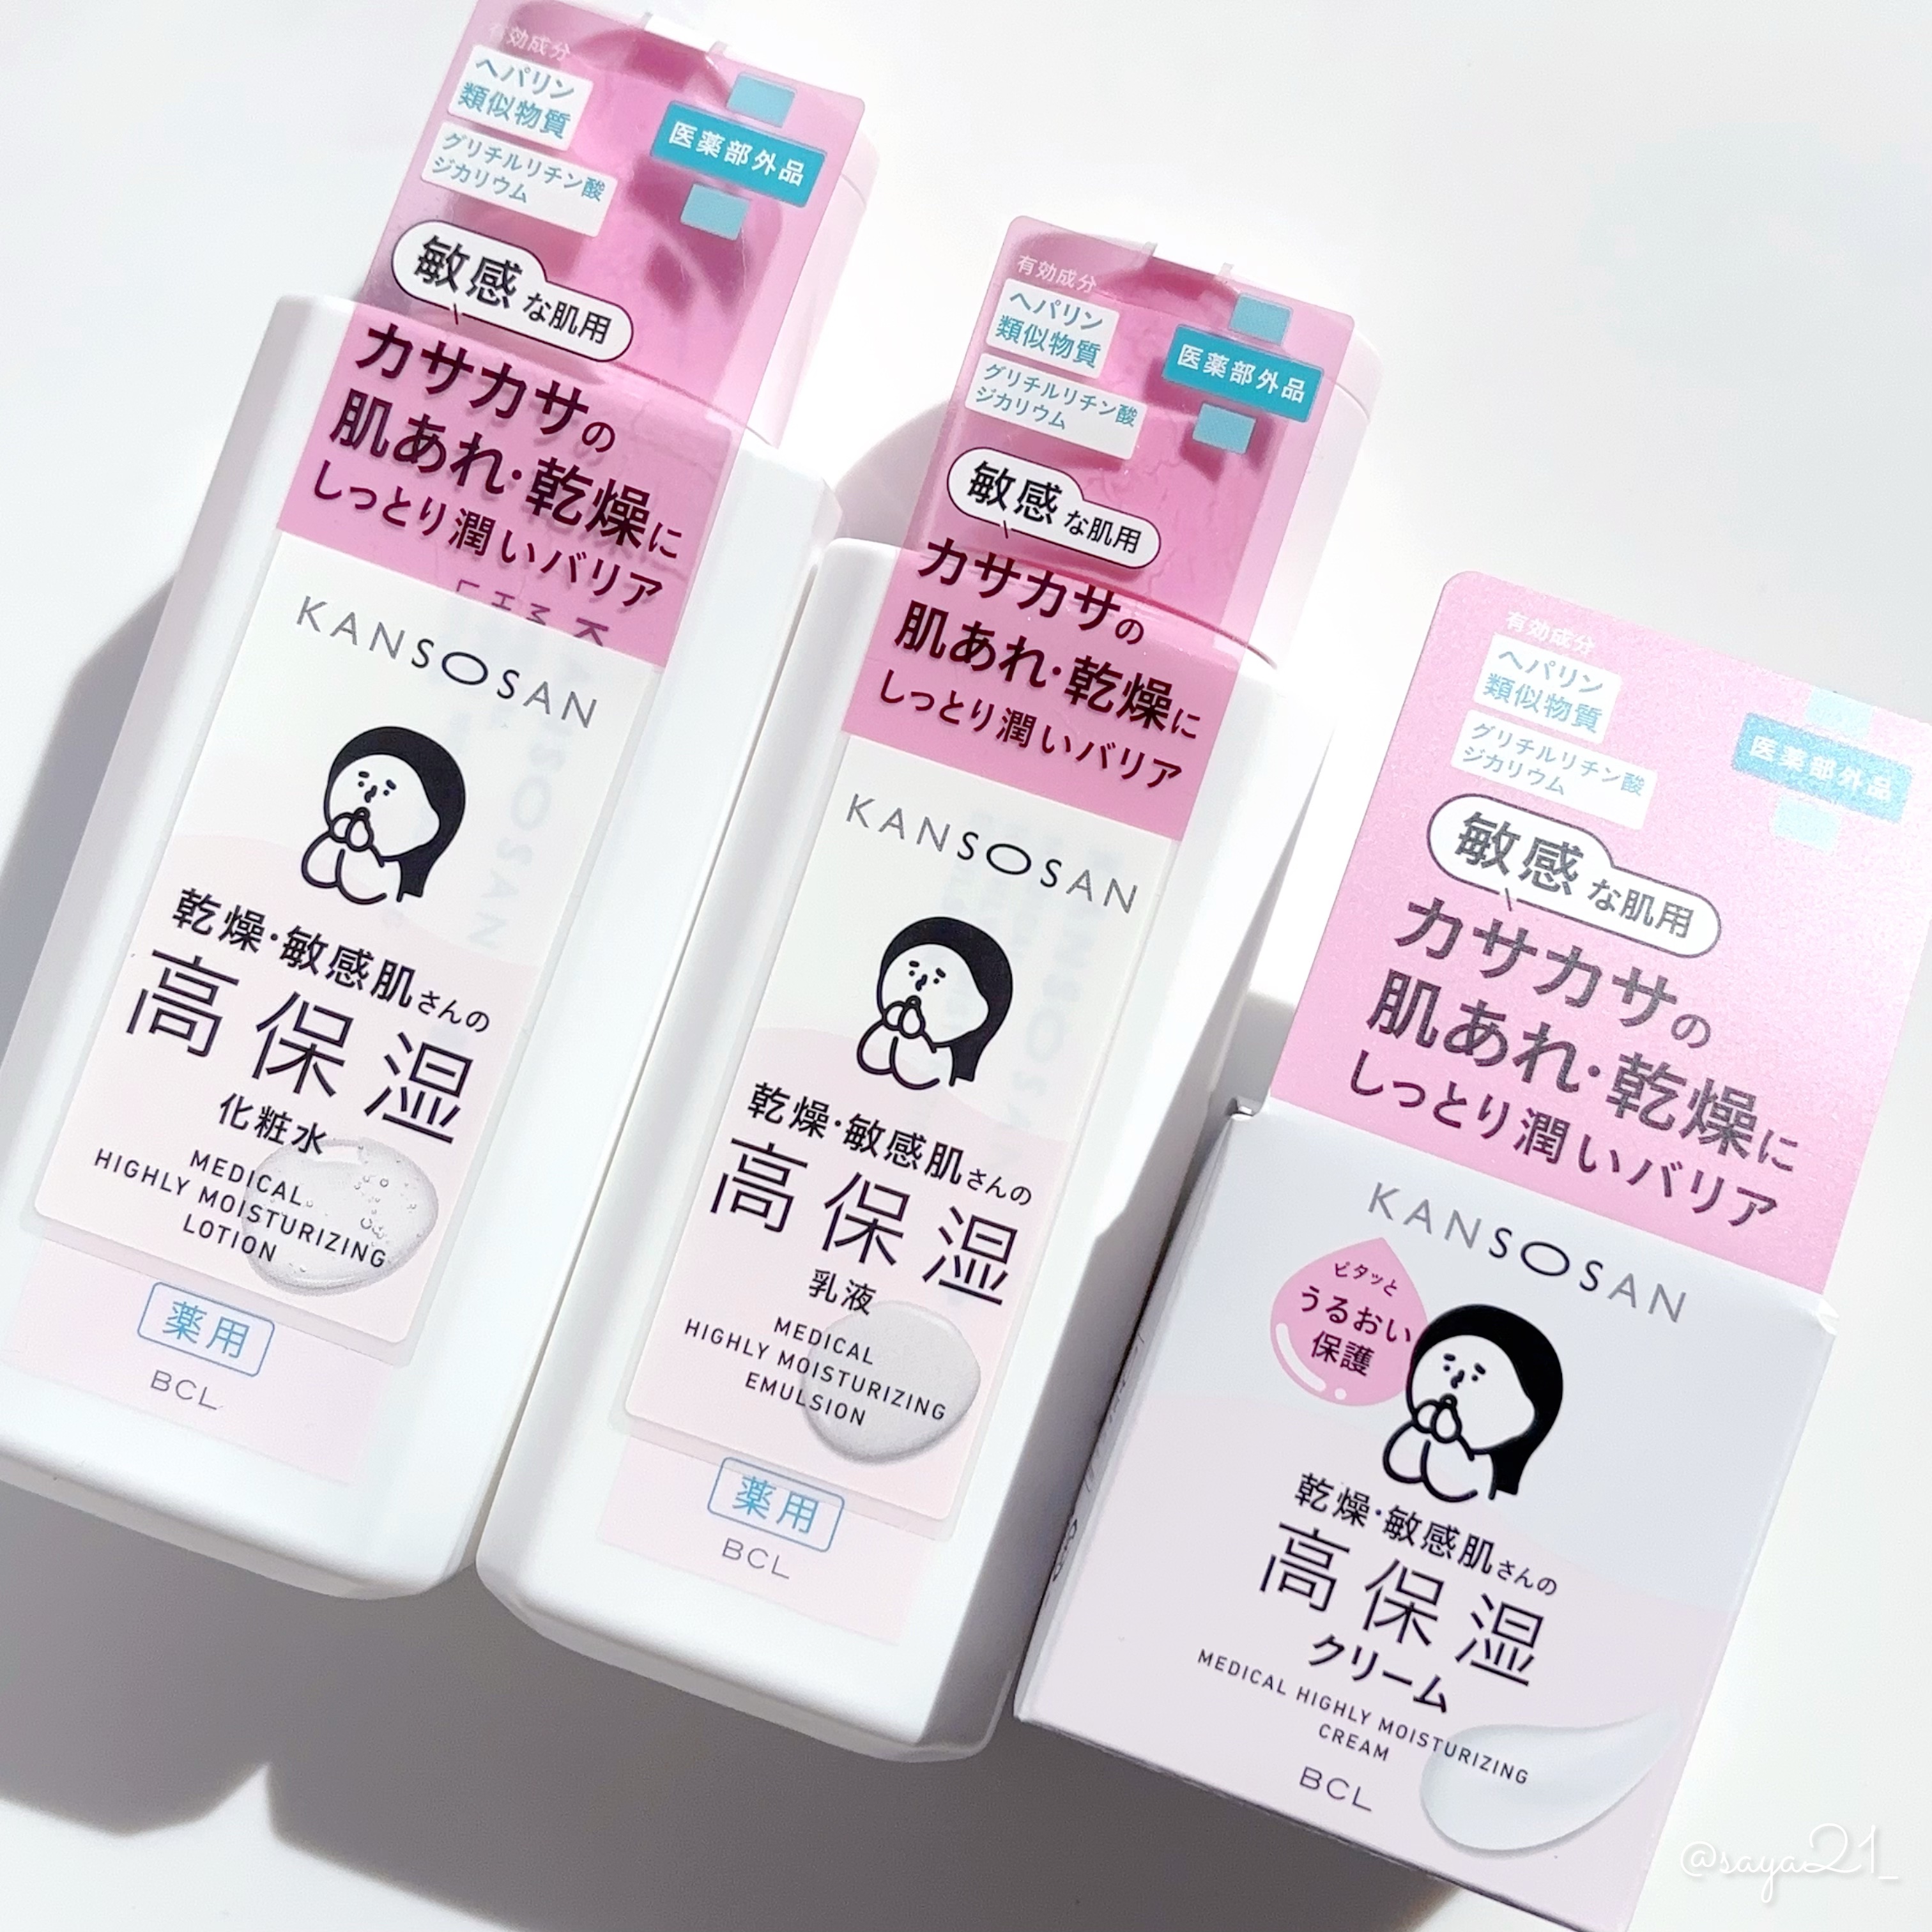 有効成分
ヘパリン
類似物質
グリチルリチン酸
ジカリウム
医薬部外品
敏感な肌用
カサカサの
肌あれ・乾燥に
しっとり潤いバリア
KANSOSAN
乾燥・敏感肌さんの
高保湿
化粧水
MEDICAL
HIGHLY MOISTURIZING
LOTION
薬用
BCL
有効成分
ヘパリン
類似物質
グリチルリチン酸
ジカリウム
医薬部外品
敏感な肌用
カサカサの
肌あれ・乾燥に
しっとり潤いバリア
KANSOSAN
乾燥・敏感肌さんの
高保湿
乳液
MEDICAL
HIGHLY MOISTURIZING
EMULSION
薬用
BCL
有効成分
ヘパリン
類似物質
グリチルリチン酸
ジカリウム
医薬部外品
敏感な肌用
カサカサの
肌あれ・乾燥に
しっとり潤いバリア
KANSOSAN
ピタッと
うるおい
保護
乾燥・敏感肌さんの
高保湿
クリーム
MEDICAL HIGHLY MOISTURIZING
CREAM
BCL
@saya21_